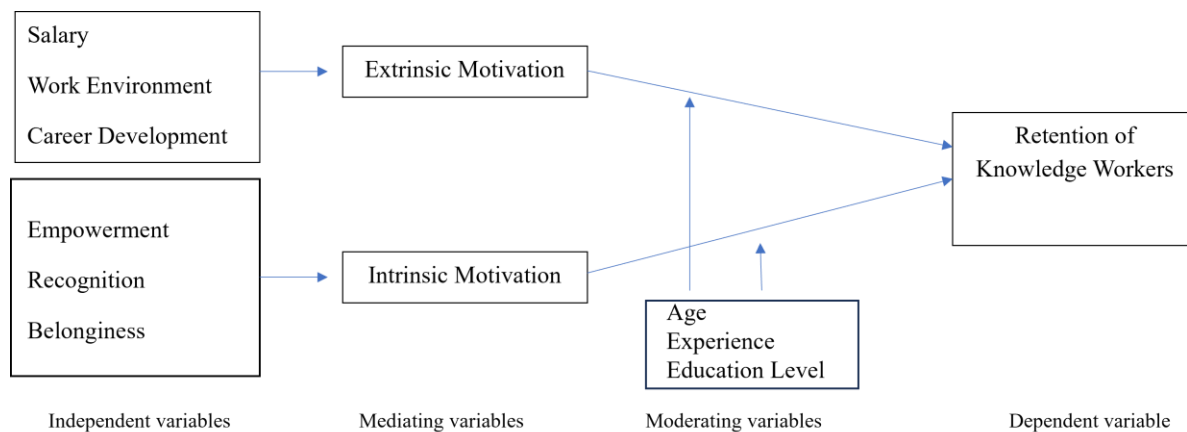 Salary
Work Environment
Career Development
Extrinsic Motivation
Retention of
Knowledge Workers
Empowerment
Recognition
Belonginess
Intrinsic Motivation
Age
Experience
Education Level
Independent variables
Mediating variables
Moderating variables
Dependent variable